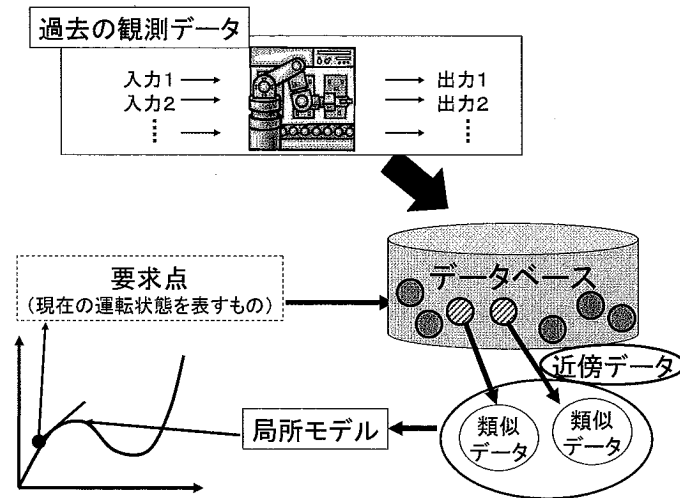 過去の観測データ
入力1
出力1
入力2
出力2
データベース
要求点
(現在の運転状態を表すもの)
近傍データ
局所モデル
類似
データ
類似
データ